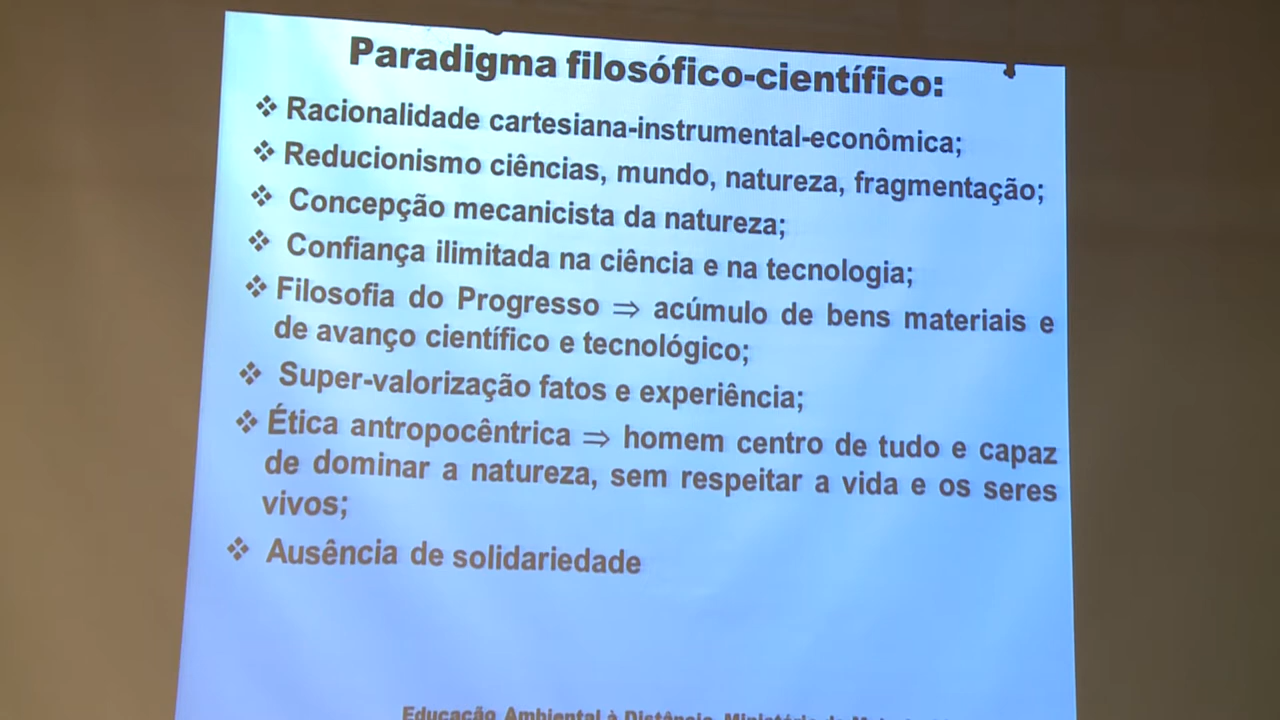 Paradigma filosófico-científico:
❖ Racionalidade cartesiana-instrumental-econômica;
❖ Reducionismo ciências, mundo, natureza, fragmentação;
❖ Concepção mecanicista da natureza;
❖ Confiança ilimitada na ciência e na tecnologia;
❖ Filosofia do Progresso ⇒ acúmulo de bens materiais e
de avanço científico e tecnológico;
❖ Super-valorização fatos e experiência;
❖ Ética antropocêntrica ⇒ homem centro de tudo e capaz
de dominar a natureza, sem respeitar a vida e os seres
vivos;
❖ Ausência de solidariedade
Educação Ambiental à Distância